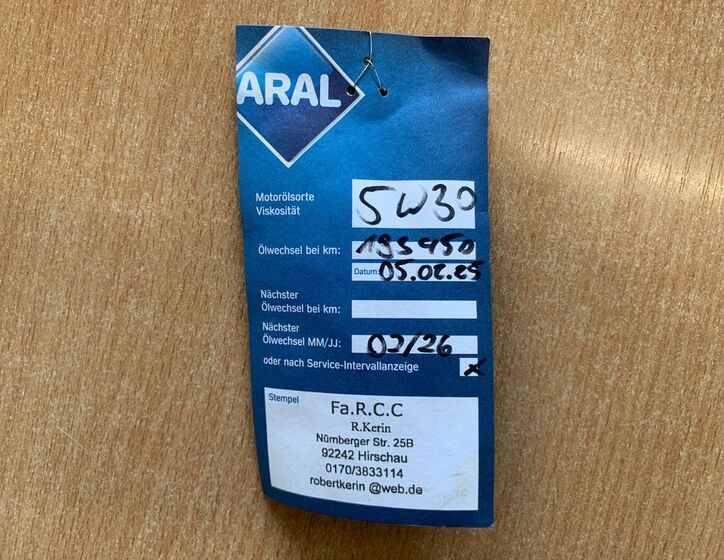 ARAL
Motorölsorte
Viskosität
5W30
Ölwechsel bei km: 195450
Datum: 05.02.25
Nächster
Ölwechsel bei km:
Nächster
Ölwechsel MM/JJ: 02/26
oder nach Service-Intervallanzeige x
Stempel
Fa.R.C.C
R.Kerin
Nürnberger Str. 25B
92242 Hirschau
0170/3833114
robertkerin @web.de